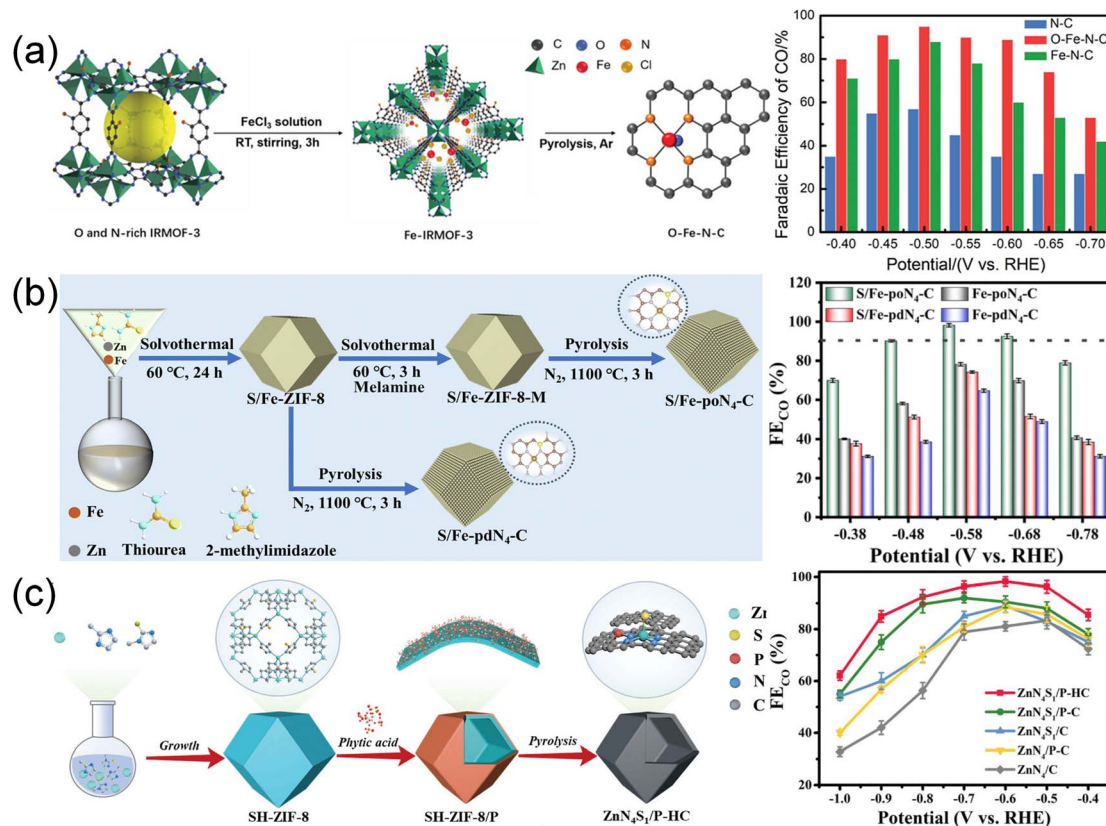 (a)
C
O
N
Zn
Fe
Cl
FeCl3 solution
RT, stirring, 3h
Pyrolysis, Ar
O and N-rich IRMOF-3
Fe-IRMOF-3
O-Fe-N-C
N-C
O-Fe-N-C
Fe-N-C
Faradaic Efficiency of CO/%
100
80
60
40
20
0
-0.40 -0.45 -0.50 -0.55 -0.60 -0.65 -0.70
Potential/(V vs. RHE)
(b)
Zn
Fe
Solvothermal
60 °C, 24 h
S/Fe-ZIF-8
Solvothermal
60 °C, 3 h
Melamine
S/Fe-ZIF-8-M
Pyrolysis
N2, 1100 °C, 3 h
S/Fe-poN4-C
Pyrolysis
N2, 1100 °C, 3 h
S/Fe-pdN4-C
Fe
Zn
Thiourea
2-methylimidazole
S/Fe-poN4-C
Fe-poN4-C
S/Fe-pdN4-C
Fe-pdN4-C
FECO (%)
120
100
80
60
40
20
0
-0.38 -0.48 -0.58 -0.68 -0.78
Potential (V vs. RHE)
(c)
Growth
SH-ZIF-8
Phytic acid
SH-ZIF-8/P
Pyrolysis
ZnN4S1/P-HC
S
P
N
C
FECO (%)
100
80
60
40
20
ZnN4S1/P-HC
ZnN4S1/P-C
ZnN4S1/C
ZnN4/P-C
ZnN4/C
-1.0 -0.9 -0.8 -0.7 -0.6 -0.5 -0.4
Potential (V vs. RHE)